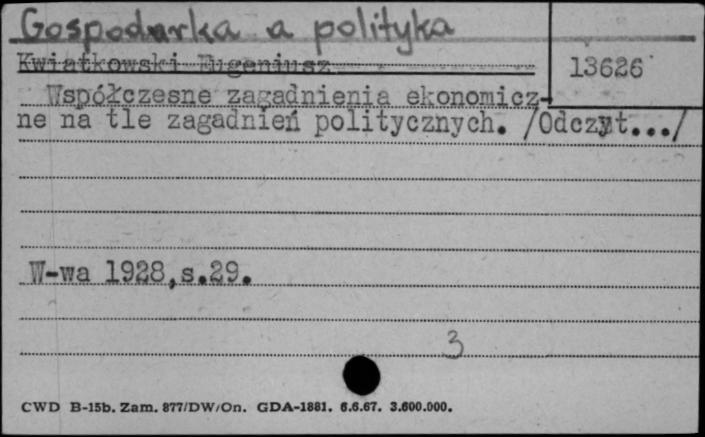 Gospodarka a polityka
Kwiatkowski Eugeniusz
13626
Współczesne zagadnienia ekonomicz-
ne na tle zagadnień politycznych. /Odczyt.../
W-wa 1928,s.29.
3
CWD B-15b. Zam. 877/DW/On. GDA-1881. 6.6.67. 3.600.000.